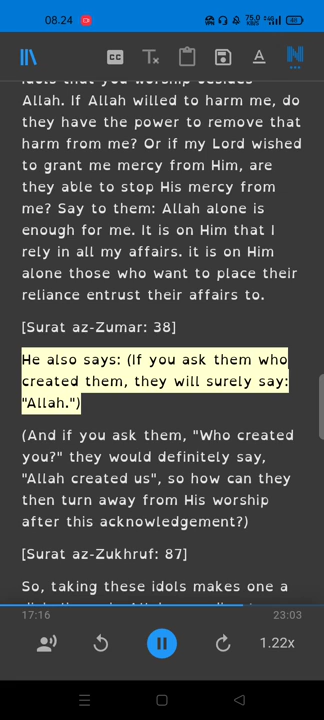 08.24
75.0
KB/S
48
CC
idols that you worship besides
Allah. If Allah willed to harm me, do
they have the power to remove that
harm from me? Or if my Lord wished
to grant me mercy from Him, are
they able to stop His mercy from
me? Say to them: Allah alone is
enough for me. It is on Him that I
rely in all my affairs. it is on Him
alone those who want to place their
reliance entrust their affairs to.
[Surat az-Zumar: 38]
He also says: (If you ask them who
created them, they will surely say:
"Allah.")
(And if you ask them, "Who created
you?" they would definitely say,
"Allah created us", so how can they
then turn away from His worship
after this acknowledgement?)
[Surat az-Zukhruf: 87]
So, taking these idols makes one a
17:16
23:03
1.22x